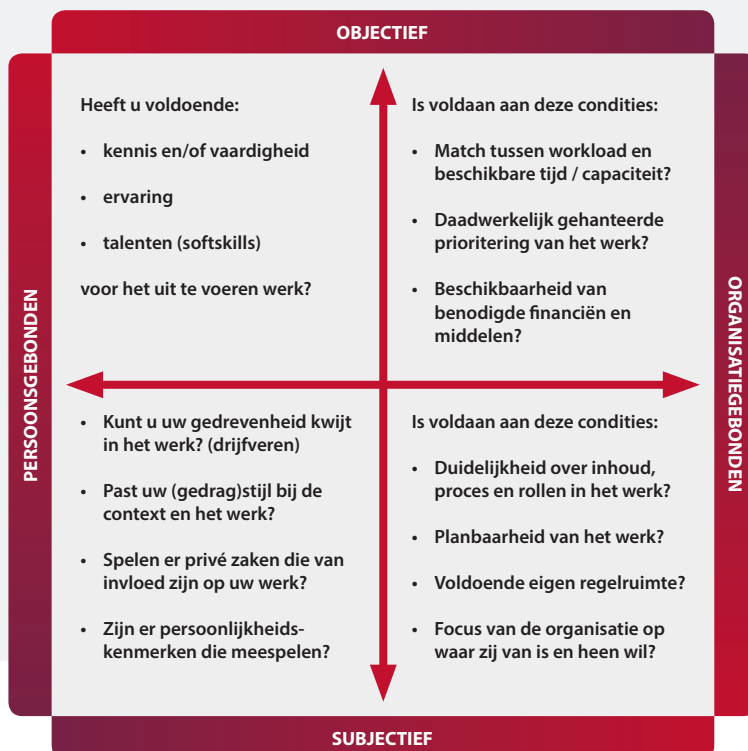 OBJECTIEF
PERSOONSGEBONDEN
Heeft u voldoende:
• kennis en/of vaardigheid
• ervaring
• talenten (softskills)
voor het uit te voeren werk?
Is voldaan aan deze condities:
• Match tussen workload en
beschikbare tijd / capaciteit?
• Daadwerkelijk gehanteerde
prioritering van het werk?
• Beschikbaarheid van
benodigde financiën en
middelen?
ORGANISATIEGEBONDEN
• Kunt u uw gedrevenheid kwijt
in het werk? (drijfveren)
• Past uw (gedrag)stijl bij de
context en het werk?
• Spelen er privé zaken die van
invloed zijn op uw werk?
• Zijn er persoonlijkheids-
kenmerken die meespelen?
Is voldaan aan deze condities:
• Duidelijkheid over inhoud,
proces en rollen in het werk?
• Planbaarheid van het werk?
• Voldoende eigen regelruimte?
• Focus van de organisatie op
waar zij van is en heen wil?
SUBJECTIEF